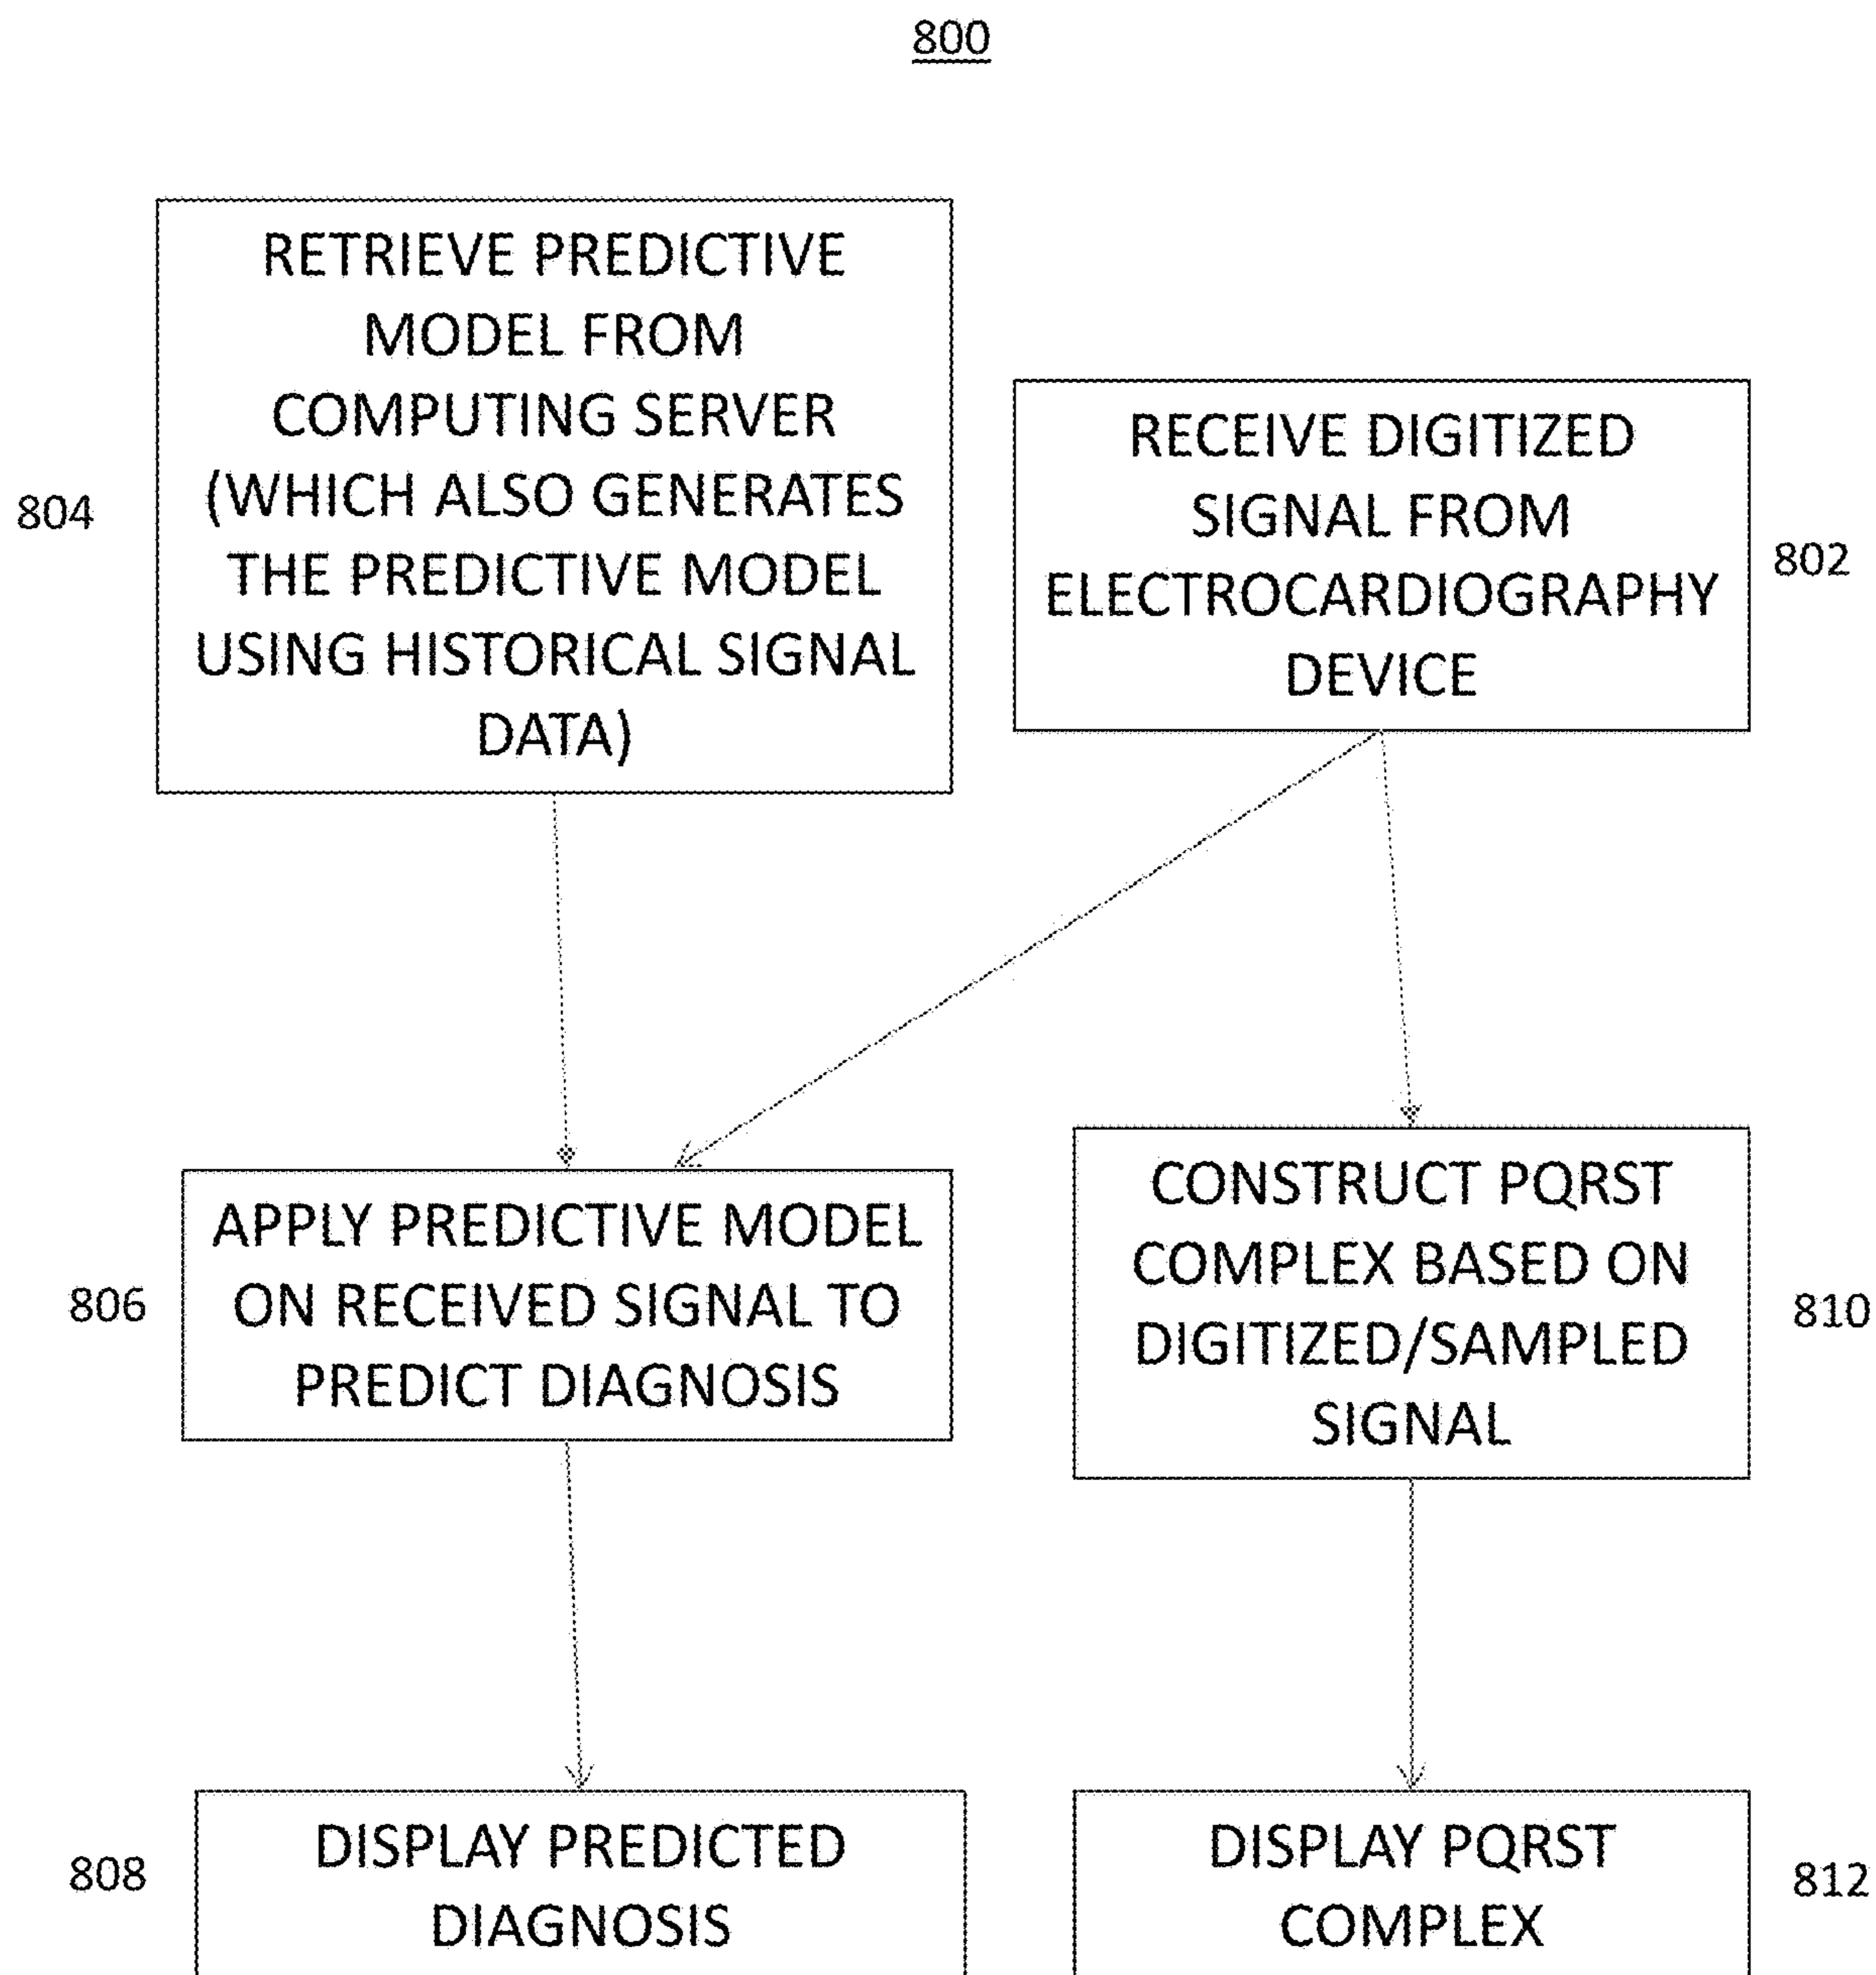 800
RETRIEVE PREDICTIVE
MODEL FROM
COMPUTING SERVER
(WHICH ALSO GENERATES
THE PREDICTIVE MODEL
USING HISTORICAL SIGNAL
DATA)
804
RECEIVE DIGITIZED
SIGNAL FROM
ELECTROCARDIOGRAPHY
DEVICE
802
APPLY PREDICTIVE MODEL
ON RECEIVED SIGNAL TO
PREDICT DIAGNOSIS
806
CONSTRUCT PQRST
COMPLEX BASED ON
DIGITIZED/SAMPLED
SIGNAL
810
DISPLAY PREDICTED
DIAGNOSIS
808
DISPLAY PQRST
COMPLEX
812